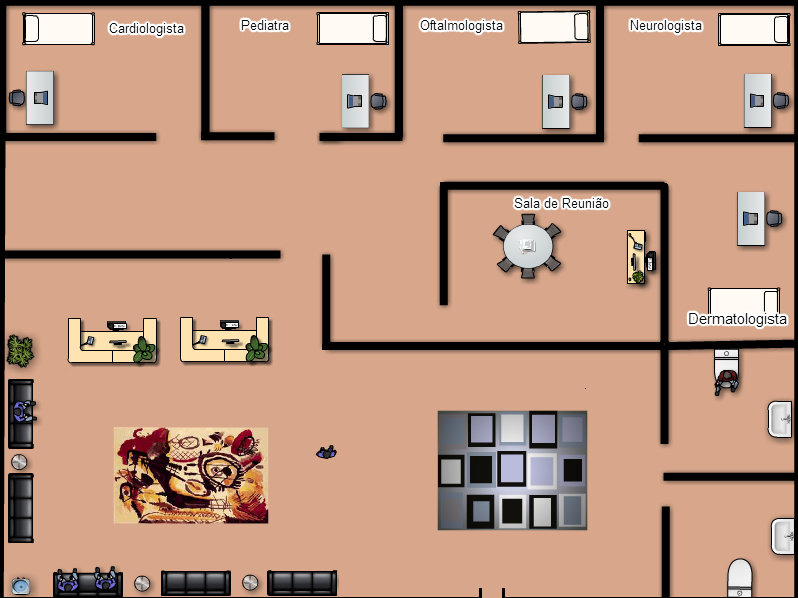 Cardiologista
Pediatra
Oftalmologista
Neurologista
Sala de Reunião
Dermatologista